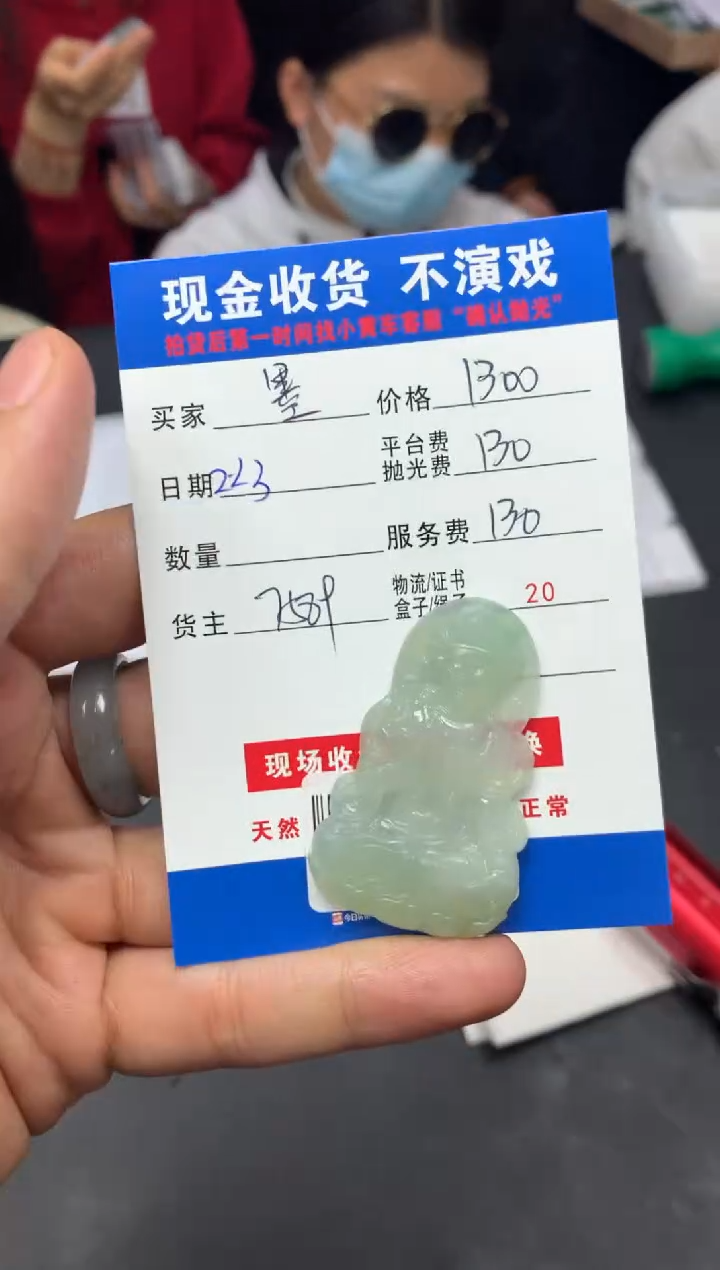 现金收货 不演戏
拍货后第一时间找小黄车客服“确认抛光”
买家 墨 价格 1300
日期 2.23 平台费 抛光费 130
数量 服务费 130
货主 物流/证书 盒子/绳子 20
现场收 换
天然 正常